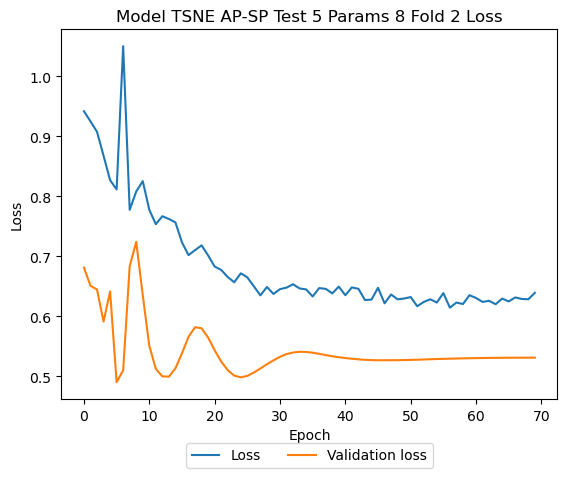 Model TSNE AP-SP Test 5 Params 8 Fold 2 Loss
1.0
0.9
0.8
0.7
0.6
0.5
Loss
0 10 20 30 40 50 60 70
Epoch
Loss Validation loss